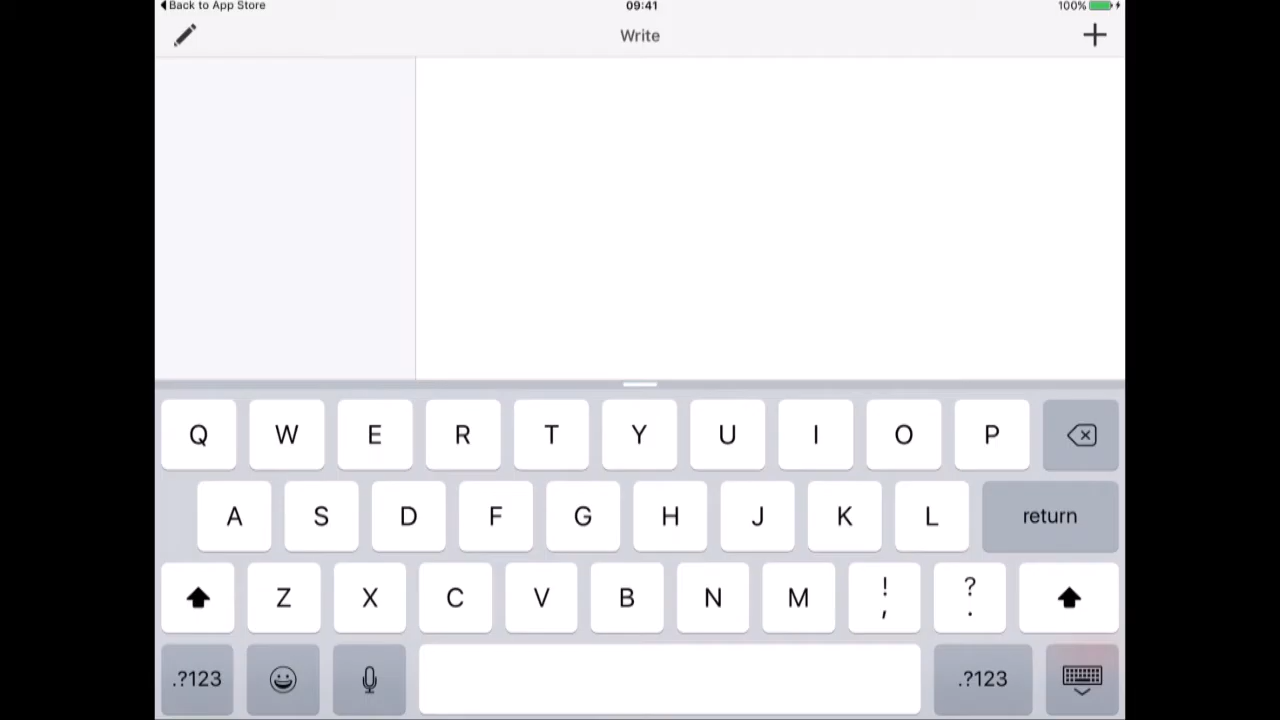 Back to App Store 09:41 100%
Write
Q W E R T Y U I O P
A S D F G H J K L return
Z X C V B N M ! , ? .
.?123 .?123